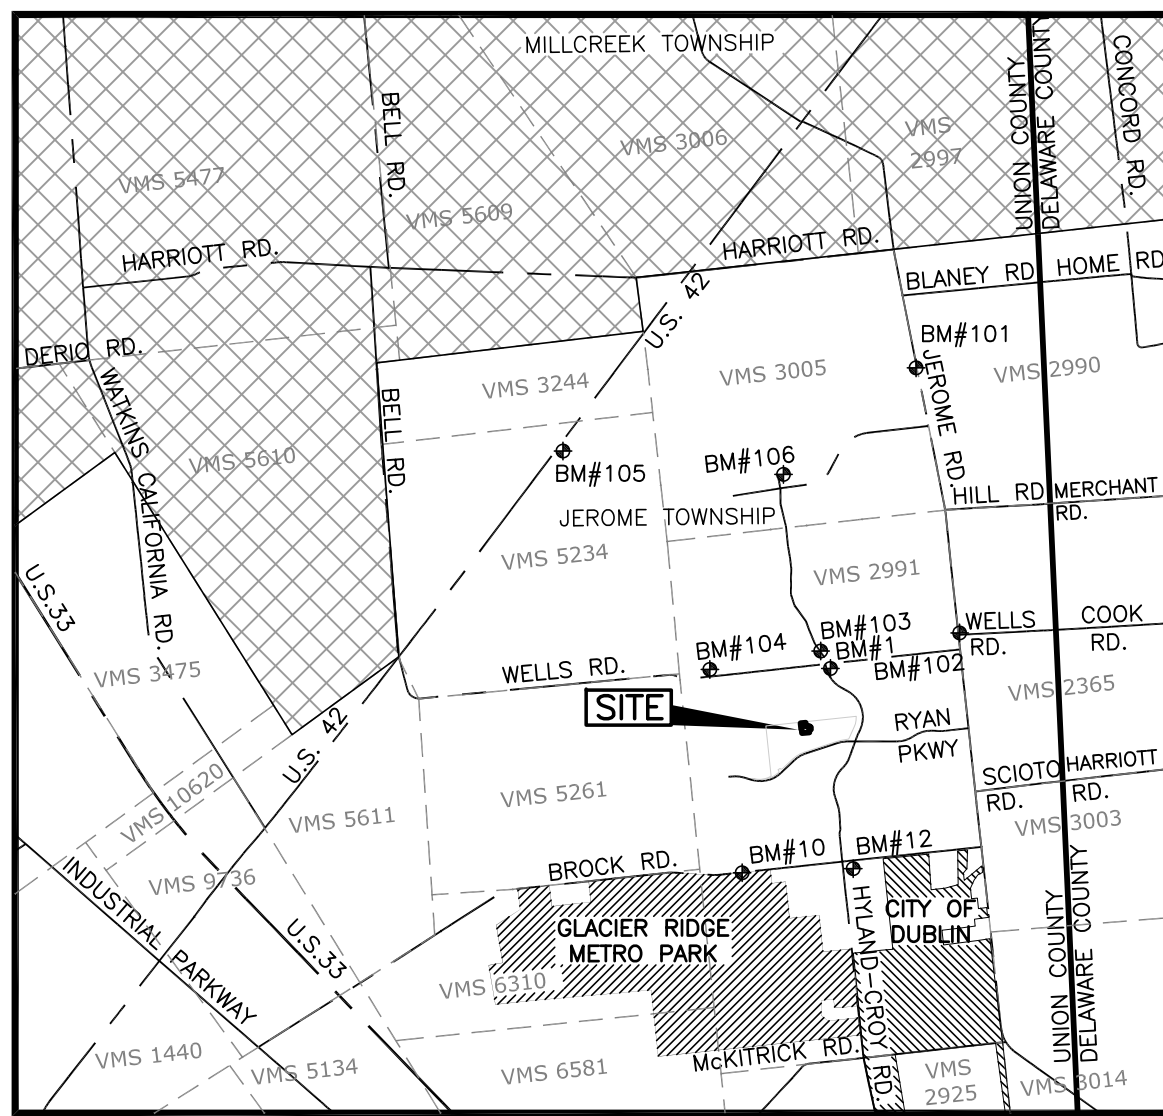 MILLCREEK TOWNSHIP
UNION COUNTY
DELAWARE COUNTY
CONCORD RD.
BELL RD.
VMS 3006
VMS
2997
VMS 5477
VMS 5609
HARRIOTT RD.
HARRIOTT RD.
BLANEY RD
HOME RD
U.S. 42
BM#101
DERIO RD.
VMS 3244
VMS 3005
VMS 2990
JEROME RD.
WATKINS CALIFORNIA RD.
BELL RD.
VMS 5610
BM#105
BM#106
HILL RD
MERCHANT
RD.
JEROME TOWNSHIP
VMS 5234
VMS 2991
U.S.33
BM#103
WELLS
RD.
COOK
RD.
BM#104
BM#1
BM#102
WELLS RD.
VMS 3475
VMS 2365
SITE
RYAN
PKWY
U.S. 42
SCIOTO
RD.
HARRIOTT
RD.
VMS 10620
VMS 5261
VMS 5611
VMS 3003
BM#12
BM#10
BROCK RD.
INDUSTRIAL PARKWAY
VMS 9736
HYLAND-CROY RD.
CITY OF
DUBLIN
GLACIER RIDGE
METRO PARK
U.S.33
UNION COUNTY
DELAWARE COUNTY
VMS 6310
McKITRICK RD.
VMS 1440
VMS 5134
VMS 6581
VMS
2925
VMS 3014